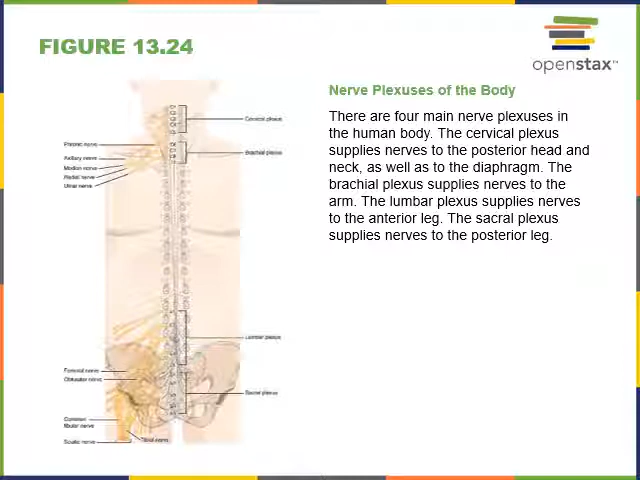 FIGURE 13.24
openstax™
Nerve Plexuses of the Body
There are four main nerve plexuses in
the human body. The cervical plexus
supplies nerves to the posterior head and
neck, as well as to the diaphragm. The
brachial plexus supplies nerves to the
arm. The lumbar plexus supplies nerves
to the anterior leg. The sacral plexus
supplies nerves to the posterior leg.
Cervical plexus
Phrenic nerve
Brachial plexus
Axillary nerve
Median nerve
Radial nerve
Ulnar nerve
Lumbar plexus
Femoral nerve
Obturator nerve
Sacral plexus
Common
fibular nerve
Sciatic nerve
Tibial nerve